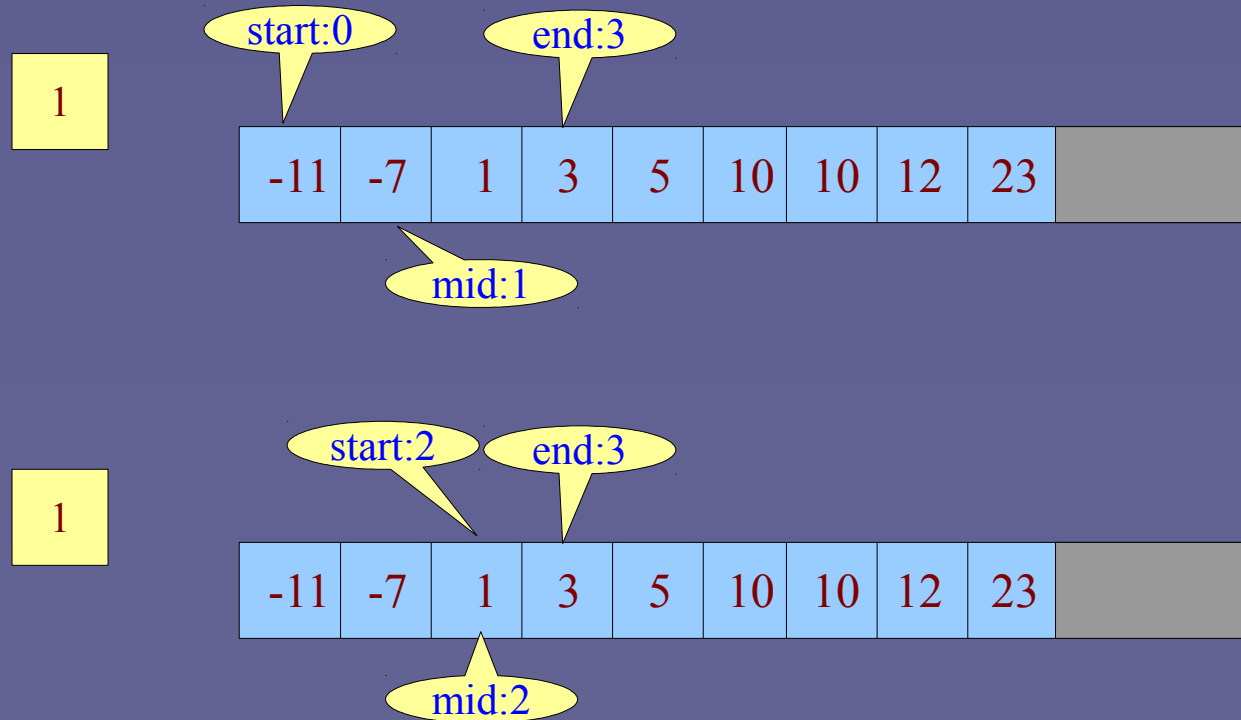 start:0 end:3
1
-11 -7 1 3 5 10 10 12 23
mid:1
start:2 end:3
1
-11 -7 1 3 5 10 10 12 23
mid:2